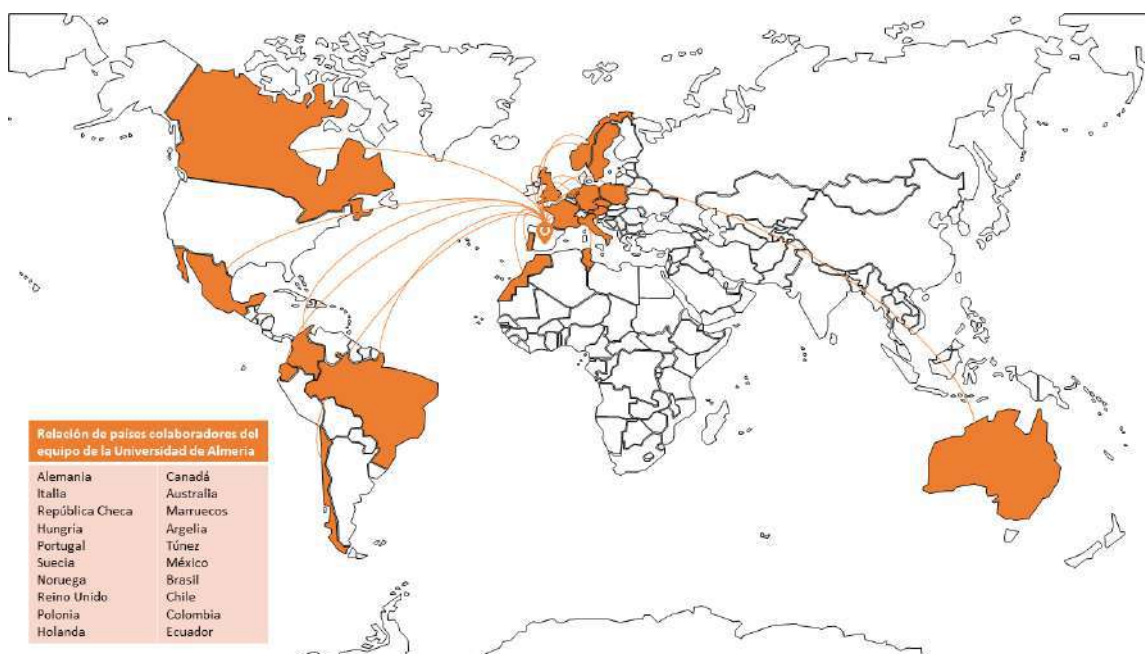 Relación de países colaboradores del
equipo de la Universidad de Almería
Alemania
Italia
República Checa
Hungría
Portugal
Suecia
Noruega
Reino Unido
Polonia
Holanda
Canadá
Australia
Marruecos
Argelia
Túnez
México
Brasil
Chile
Colombia
Ecuador